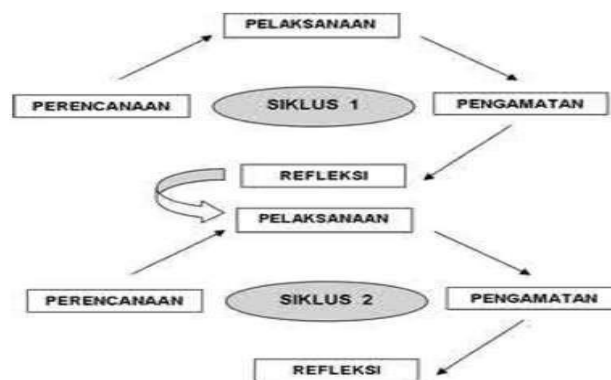 PELAKSANAAN
PERENCANAAN
SIKLUS 1
PENGAMATAN
REFLEKSI
PELAKSANAAN
PERENCANAAN
SIKLUS 2
PENGAMATAN
REFLEKSI